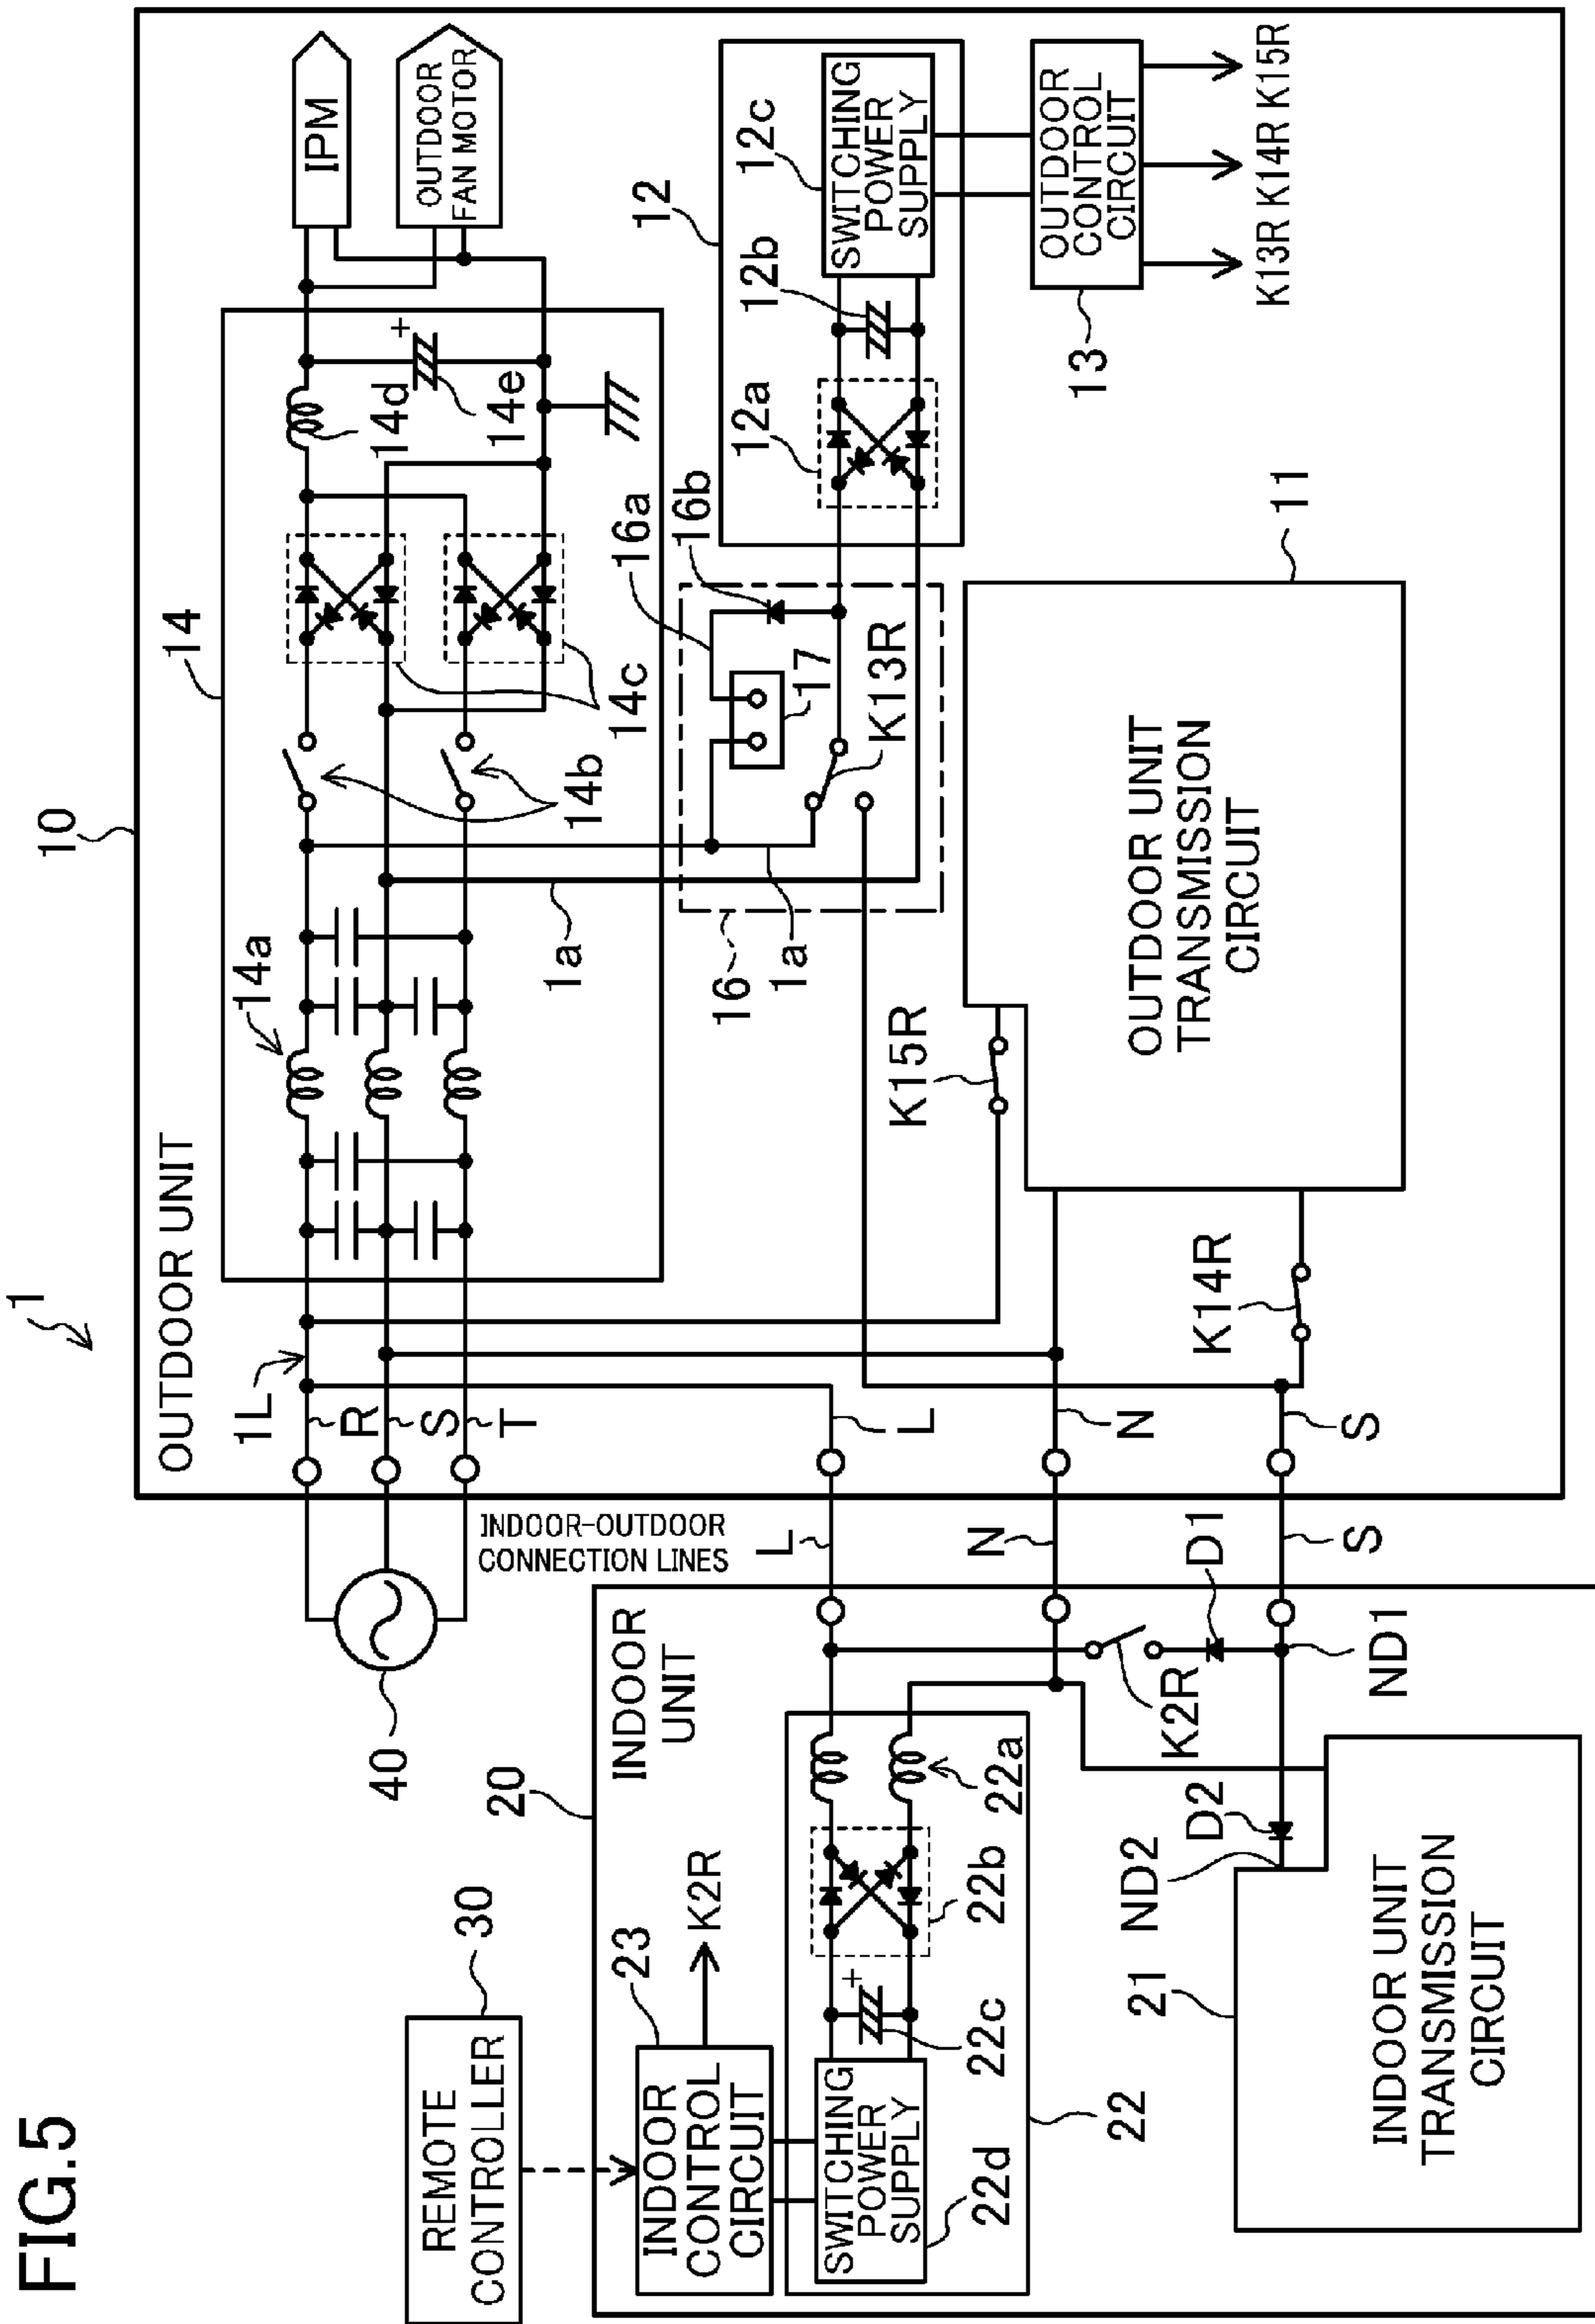 FIG.5
1
10
OUTDOOR UNIT
14
14a
14b
14c
14d
14e
IPM
OUTDOOR
FAN MOTOR
1L
R
S
T
40
INDOOR-OUTDOOR
CONNECTION LINES
1a
1a
16
16a
16b
17
K13R
12
12a
12b
12c
SWITCHING
POWER
SUPPLY
OUTDOOR
CONTROL
CIRCUIT
13
K13R
K14R
K15R
K15R
K14R
11
OUTDOOR UNIT
TRANSMISSION
CIRCUIT
L
N
S
L
N
S
REMOTE
CONTROLLER
30
20
INDOOR
UNIT
INDOOR
CONTROL
CIRCUIT
23
K2R
SWITCHING
POWER
SUPPLY
22d
22c
22b
22a
22
+
+
K2R
D1
ND1
D2
ND2
21
INDOOR UNIT
TRANSMISSION
CIRCUIT